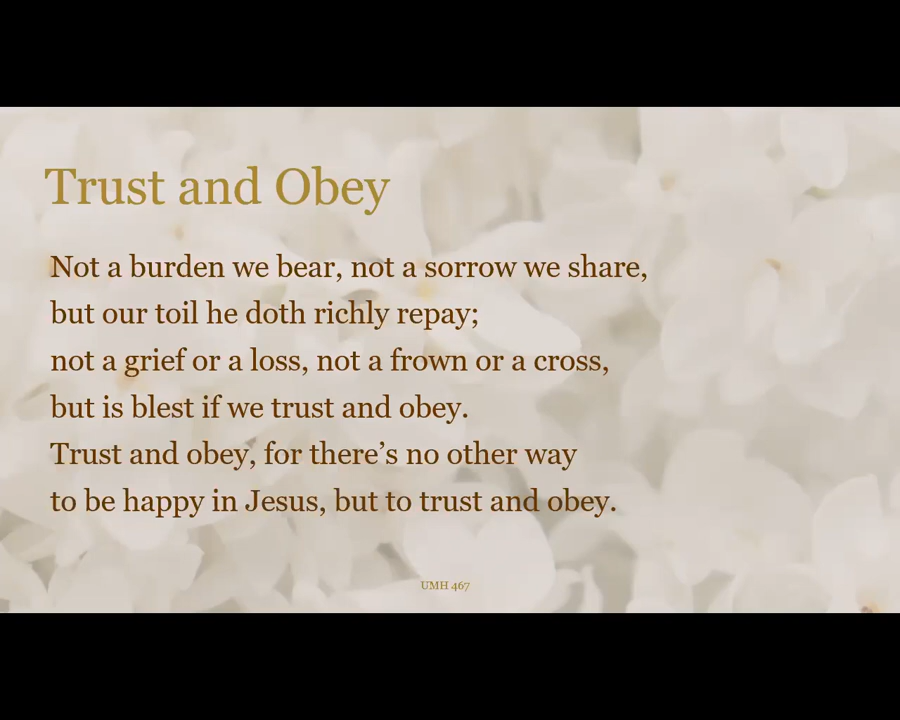 Trust and Obey
Not a burden we bear, not a sorrow we share,
but our toil he doth richly repay;
not a grief or a loss, not a frown or a cross,
but is blest if we trust and obey.
Trust and obey, for there’s no other way
to be happy in Jesus, but to trust and obey.
UMH 467